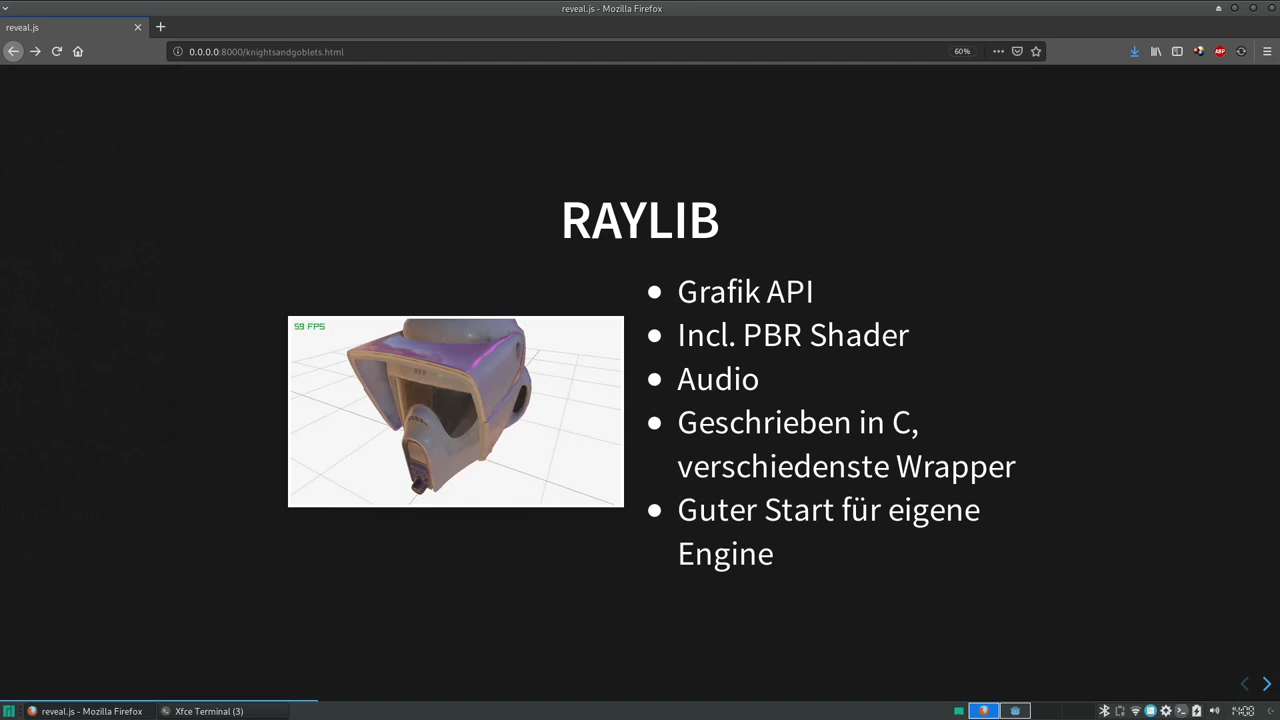 reveal.js - Mozilla Firefox
reveal.js
0.0.0.0:8000/knightsandgoblets.html
60%
ABP
RAYLIB
Grafik API
Incl. PBR Shader
Audio
Geschrieben in C,
verschiedenste Wrapper
Guter Start für eigene
Engine
59 FPS
reveal.js - Mozilla Firefox
Xfce Terminal (3)